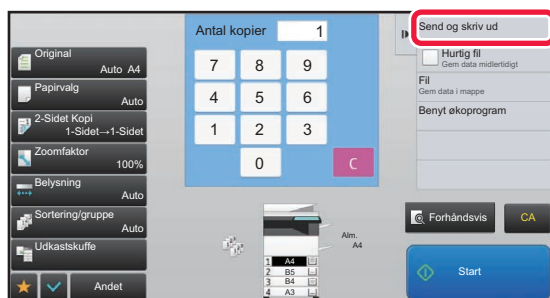 Original
Auto A4
Papirvalg
Auto
2-Sidet Kopi
1-Sidet→1-Sidet
Zoomfaktor
100%
Belysning
Auto
Sortering/gruppe
Auto
Udkastskuffe
Andet
Antal kopier 1
7 8 9
4 5 6
1 2 3
0 C
Alm.
A4
1 A4
2 B5
3 B4
4 A3
Send og skriv ud
Hurtig fil
Gem data midlertidigt
Fil
Gem data i mappe
Benyt økoprogram
Forhåndsvis CA
Start